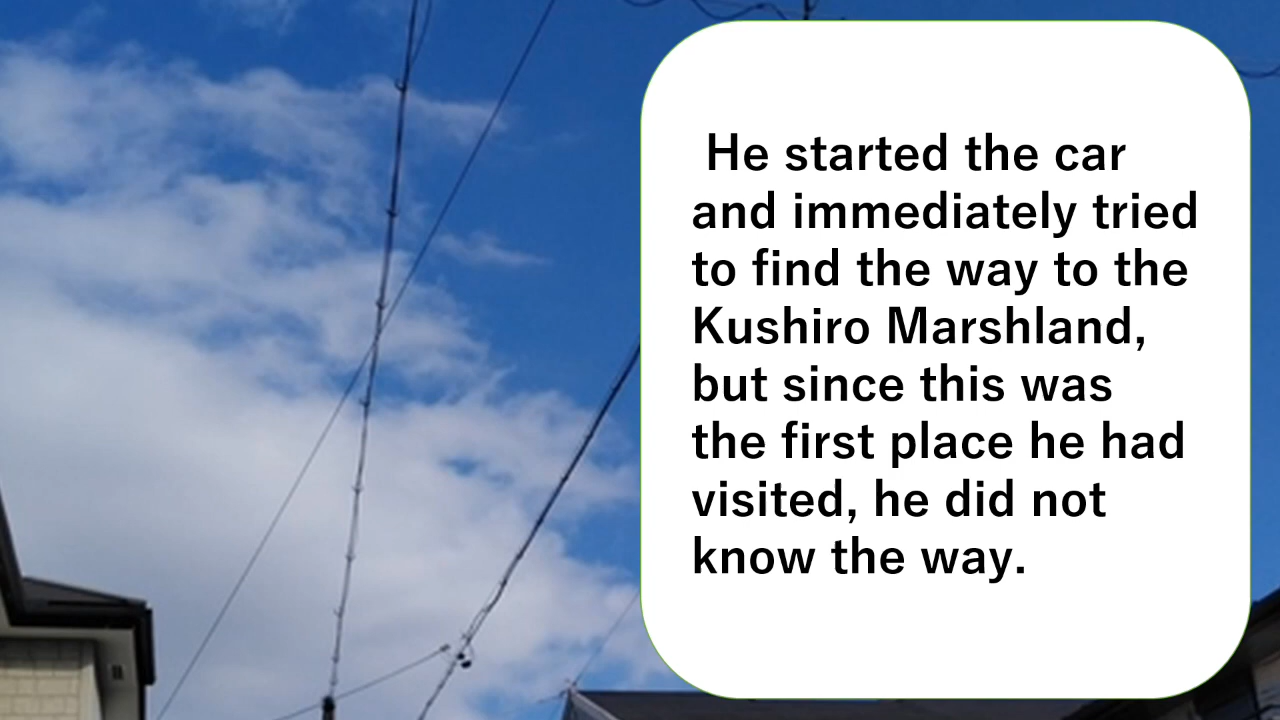 He started the car
and immediately tried
to find the way to the
Kushiro Marshland,
but since this was
the first place he had
visited, he did not
know the way.